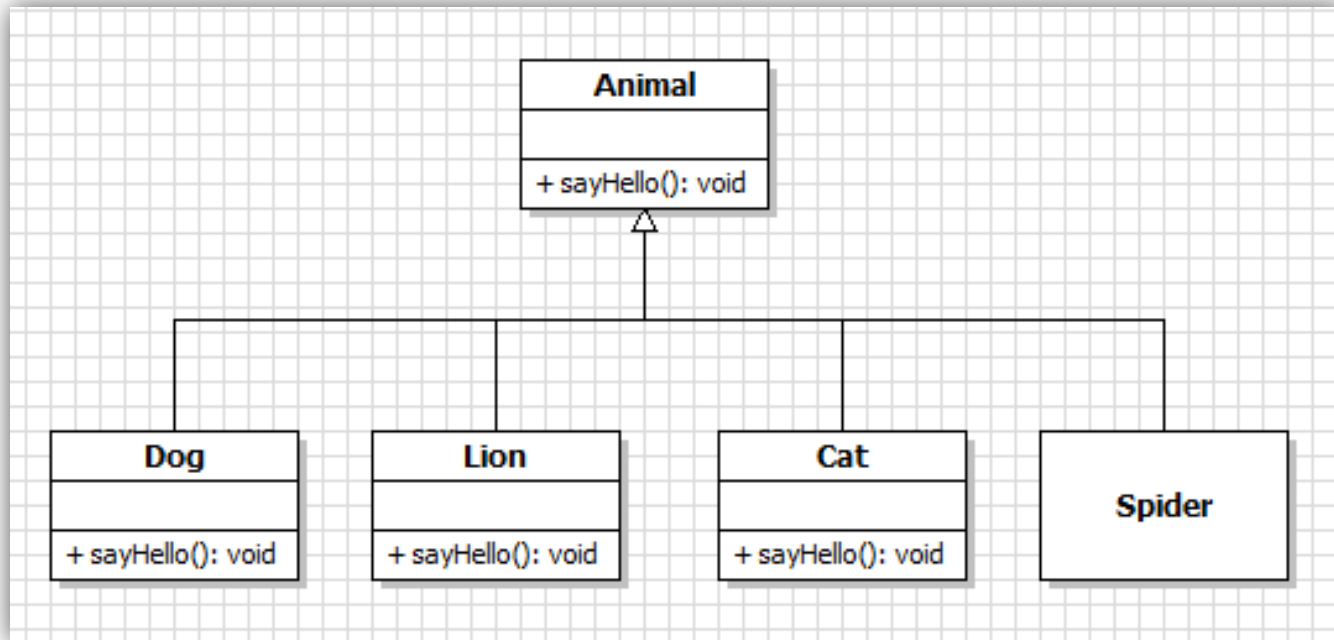 Animal
+ sayHello(): void
Dog
+ sayHello(): void
Lion
+ sayHello(): void
Cat
+ sayHello(): void
Spider